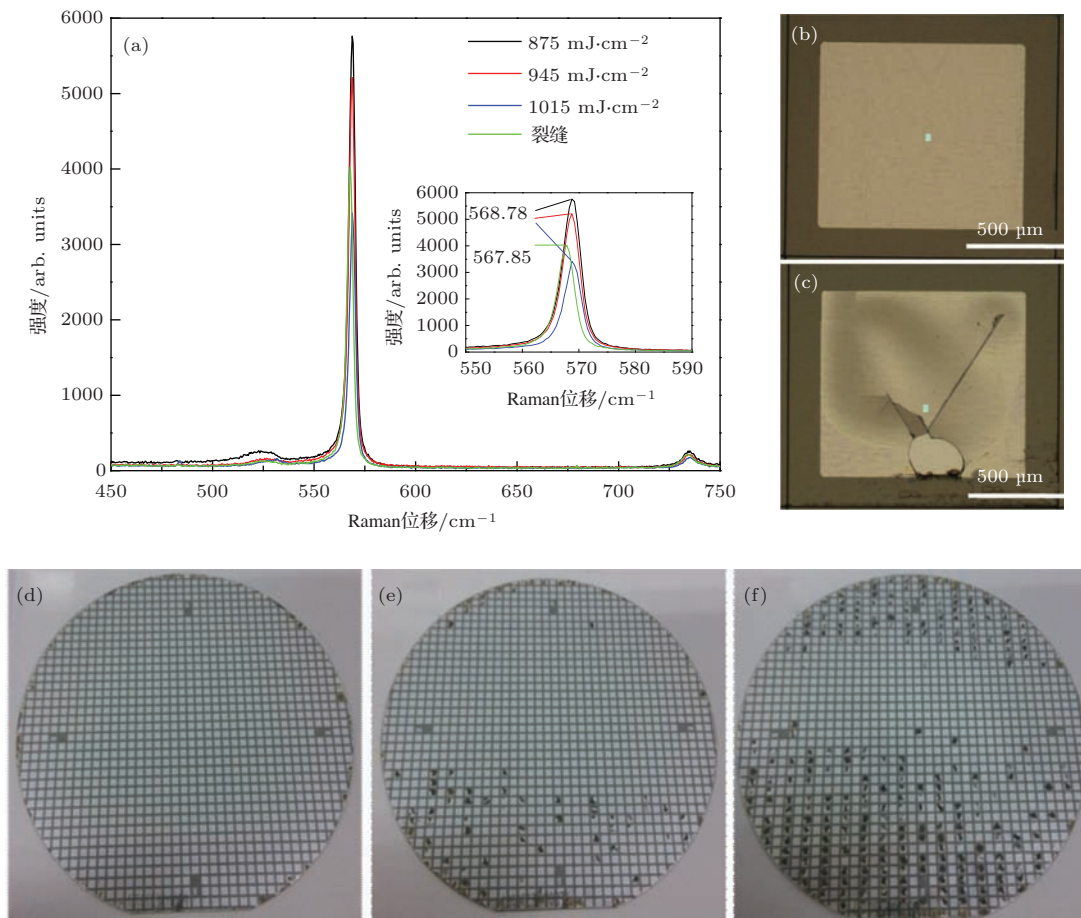 (a)
6000
5000
4000
3000
2000
1000
0
强度/arb. units
450
500
550
600
650
700
750
Raman位移/cm−1
875 mJ·cm−2
945 mJ·cm−2
1015 mJ·cm−2
裂缝
6000
5000
4000
3000
2000
1000
0
强度/arb. units
568.78
567.85
550
560
570
580
590
Raman位移/cm−1
(b)
500 µm
(c)
500 µm
(d)
(e)
(f)